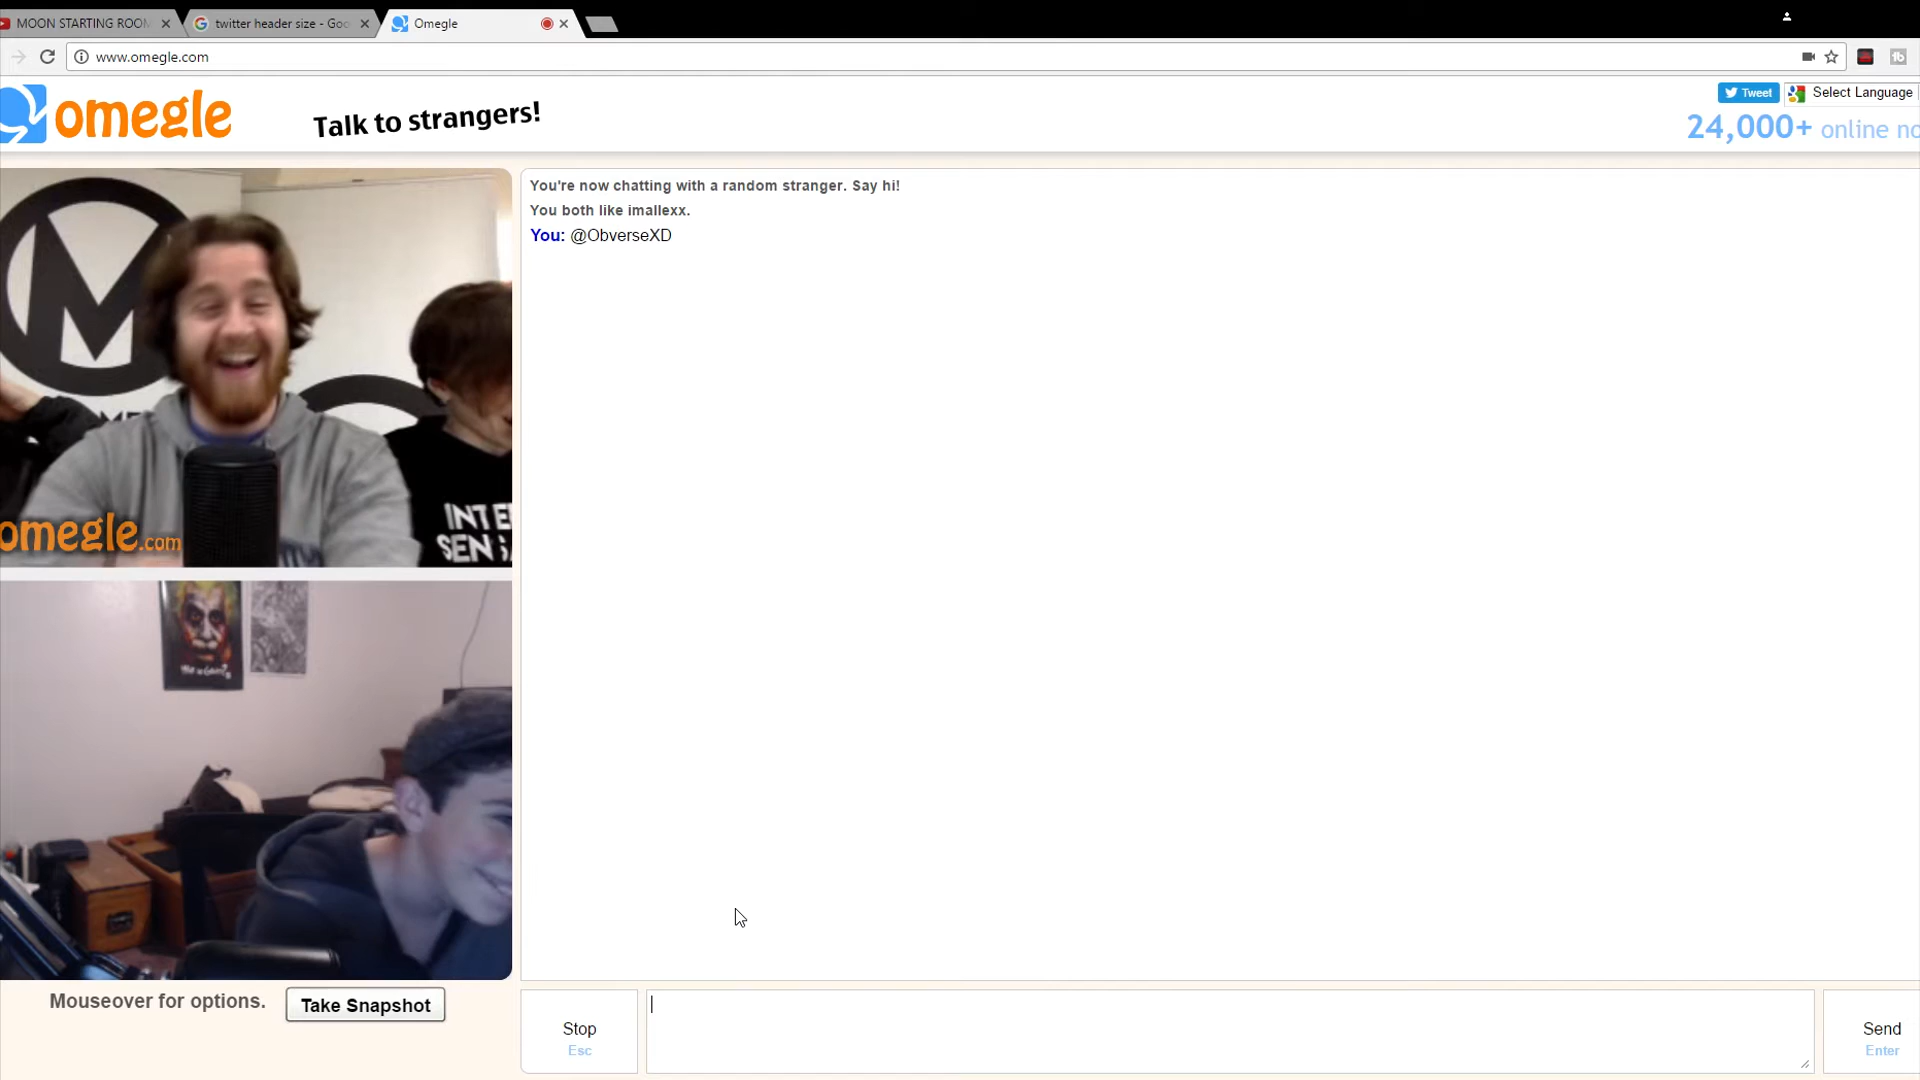 MOON STARTING ROOM
twitter header size - Goo
Omegle
www.omegle.com
omegle
Talk to strangers!
Tweet
Select Language
24,000+ online no
You're now chatting with a random stranger. Say hi!
You both like imallexx.
You: @ObverseXD
M
INTE
SENS
omegle.com
Mouseover for options.
Take Snapshot
Stop
Esc
Send
Enter